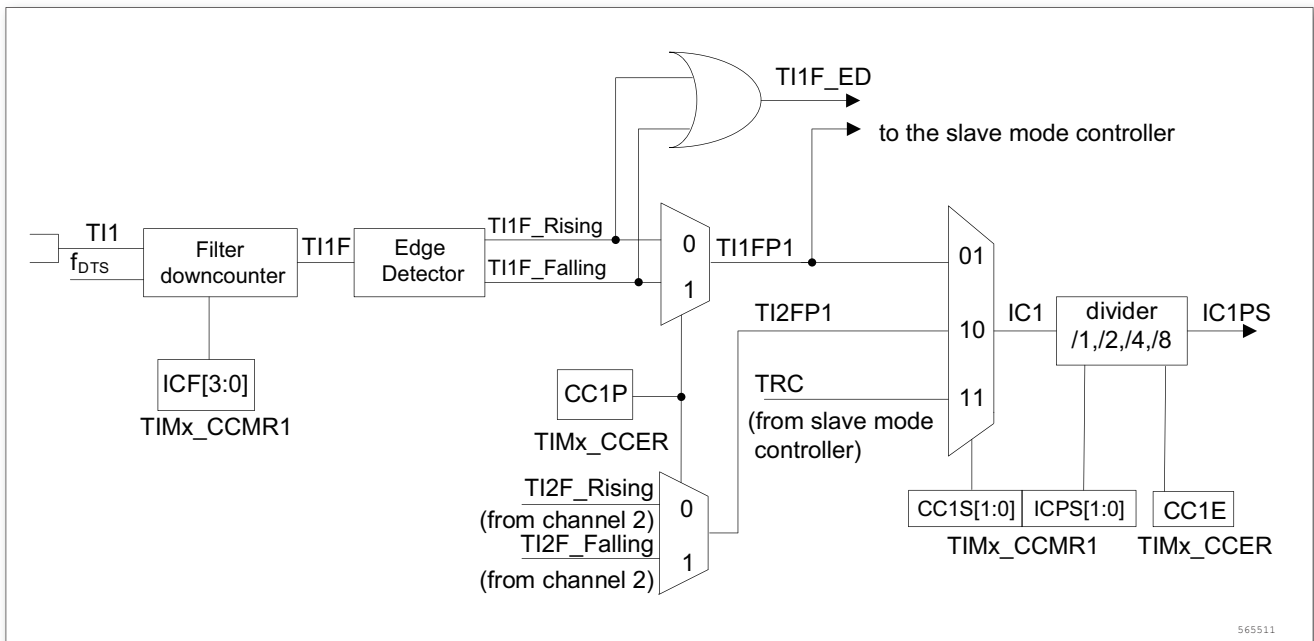 TI1F_ED
to the slave mode controller
TI1
f_DTS
Filter
downcounter
TI1F
Edge
Detector
TI1F_Rising
TI1F_Falling
0
1
TI1FP1
01
10
11
TI2FP1
TRC
(from slave mode
controller)
IC1
divider
/1,/2,/4,/8
IC1PS
ICF[3:0]
TIMx_CCMR1
CC1P
TIMx_CCER
TI2F_Rising
(from channel 2)
TI2F_Falling
(from channel 2)
0
1
CC1S[1:0]
ICPS[1:0]
TIMx_CCMR1
CC1E
TIMx_CCER
565511